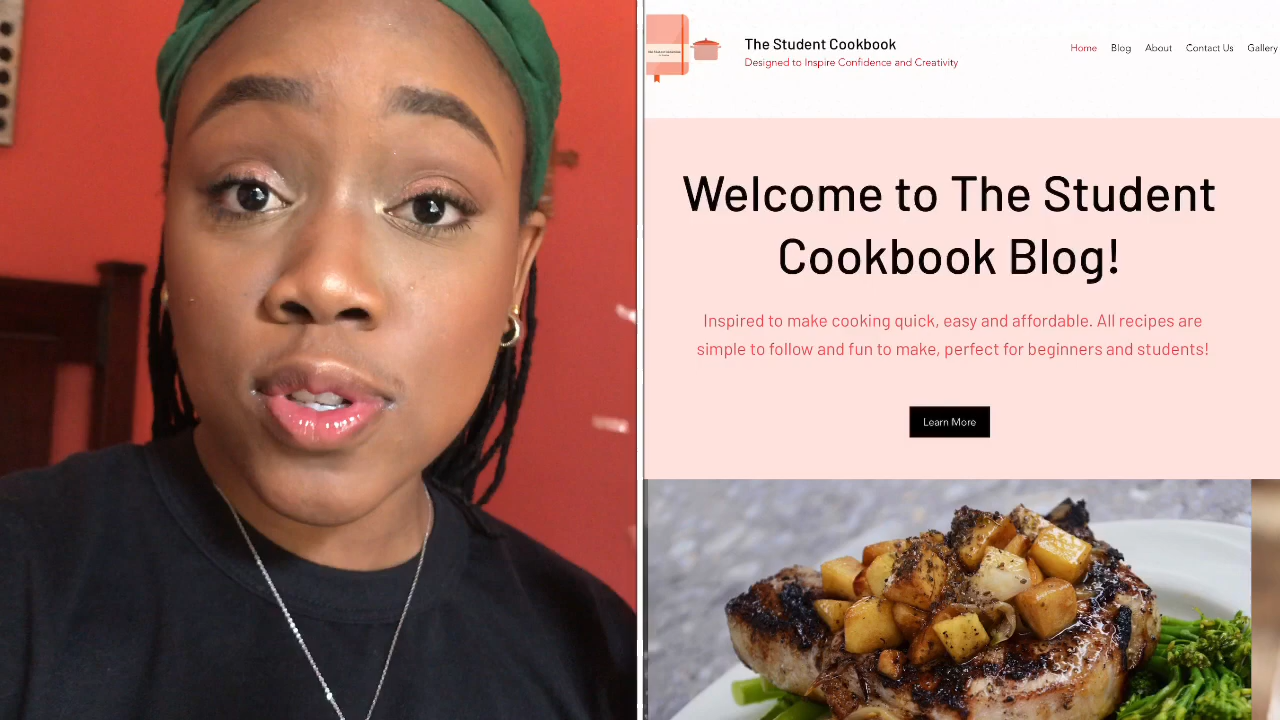 The Student Cookbook
Designed to Inspire Confidence and Creativity
Home Blog About Contact Us Gallery
Welcome to The Student
Cookbook Blog!
Inspired to make cooking quick, easy and affordable. All recipes are
simple to follow and fun to make, perfect for beginners and students!
Learn More